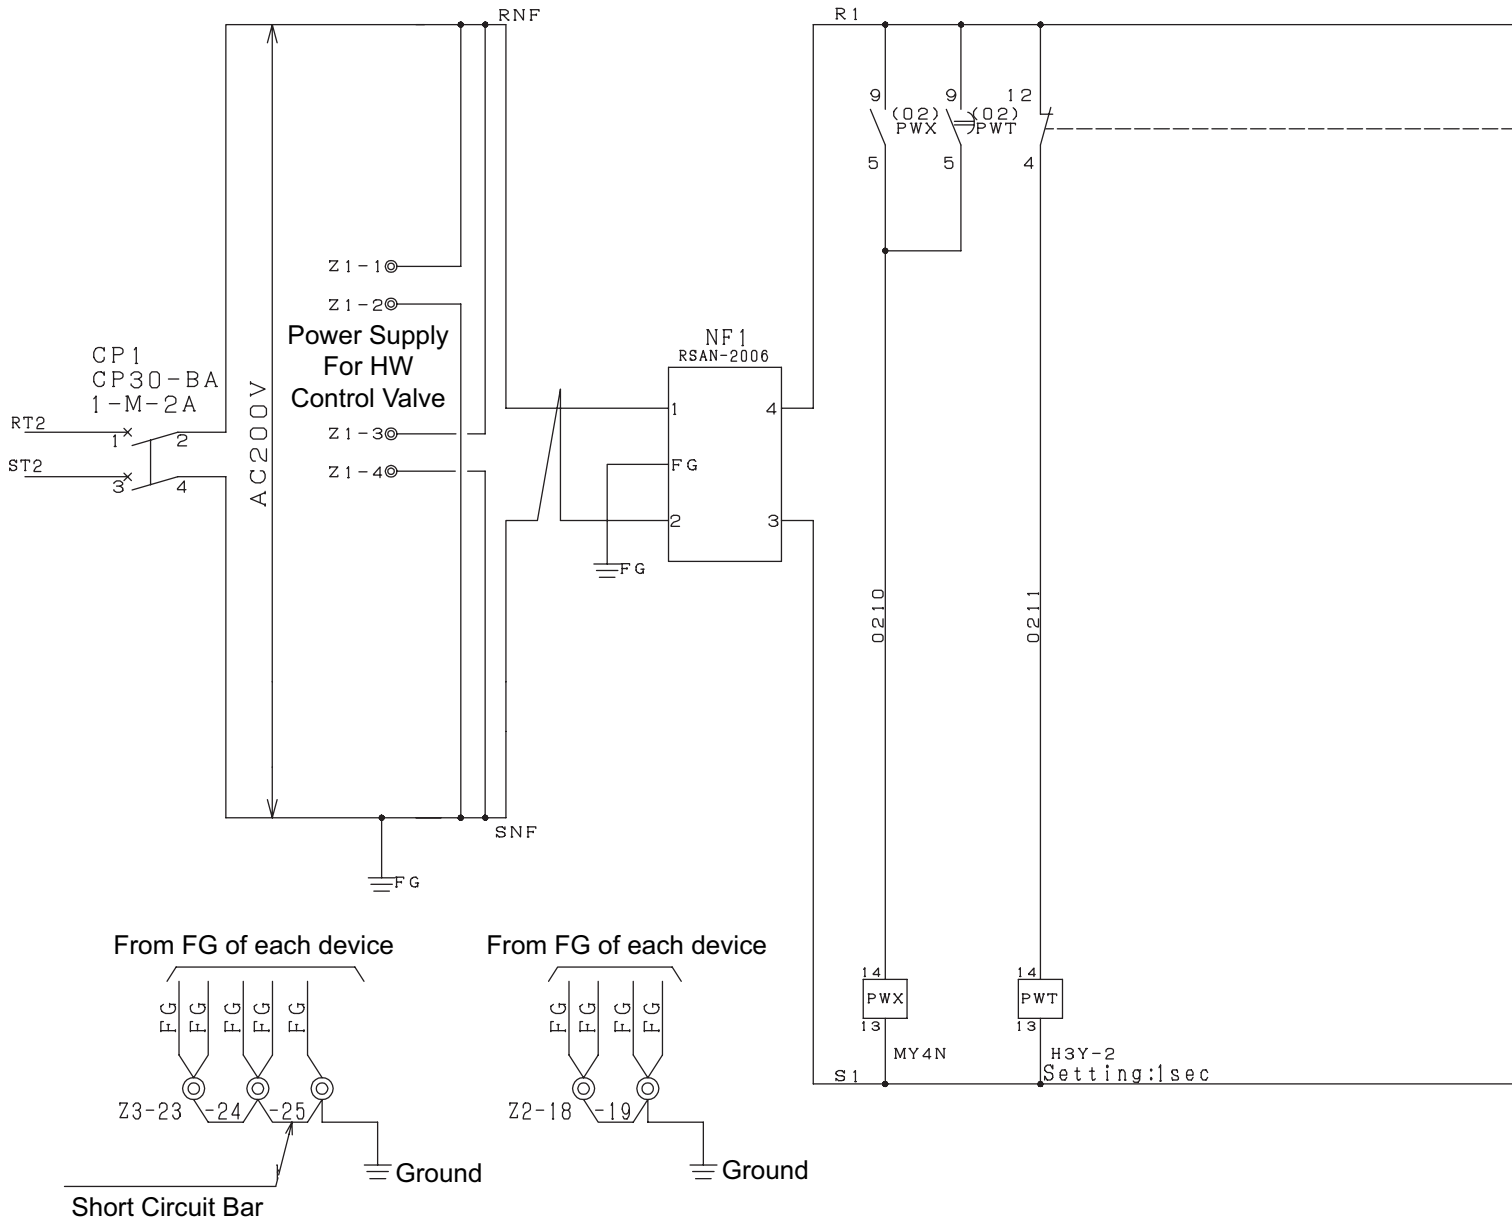 RNF
R1
9
9
12
(02)
PWX
(02)
PWT
5
5
4
Z1-1
Z1-2
Power Supply
For HW
Control Valve
Z1-3
Z1-4
CP1
CP30-BA
1-M-2A
RT2
1
2
ST2
3
4
AC200V
NF1
RSAN-2006
1
4
FG
2
3
FG
0210
0211
SNF
FG
From FG of each device
From FG of each device
FG
FG
FG
FG
FG
FG
FG
FG
FG
14
PWX
13
MY4N
14
PWT
13
H3Y-2
Setting:1sec
S1
Z3-23
-24
-25
Z2-18
-19
Ground
Ground
Short Circuit Bar